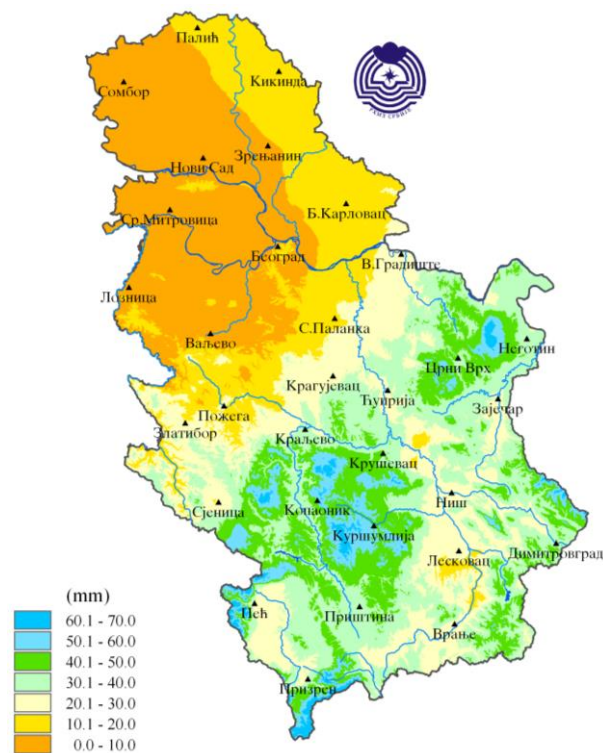 Палић
Кикинда
Сомбор
Зрењанин
Нови Сад
Ср.Митровица
Б.Карловац
Београд
В.Градиште
Лозница
С.Паланка
Ваљево
Неготин
Црни Врх
Крагујевац
Ћуприја
Зајечар
Пожега
Златибор
Краљево
Крушевац
Ниш
Копаоник
Сјеница
Куршумлија
Димитровград
Лесковац
Пећ
Приштина
Врање
Призрен
(mm)
60.1 - 70.0
50.1 - 60.0
40.1 - 50.0
30.1 - 40.0
20.1 - 30.0
10.1 - 20.0
0.0 - 10.0